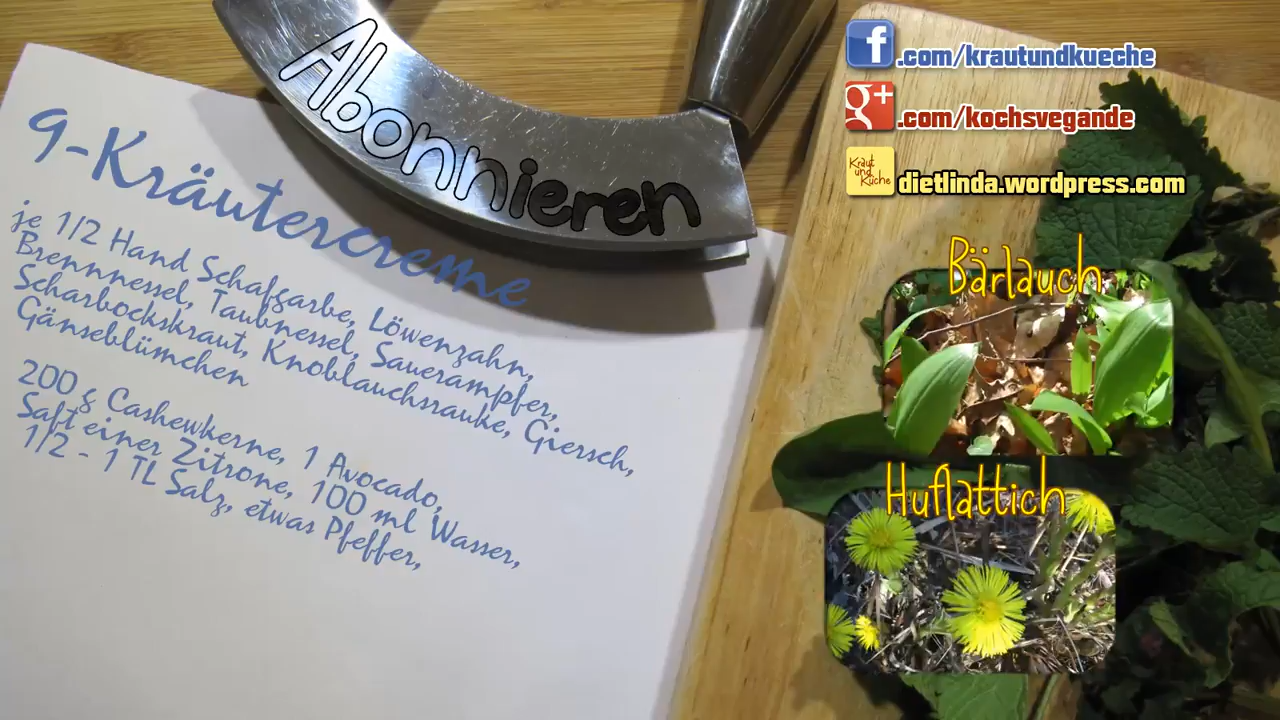 Abonnieren
9-Kräutercreme
je 1/2 Hand Schafgarbe, Löwenzahn,
Brennnessel, Taubnessel, Sauerampfer,
Scharbockskraut, Knoblauchsrauke, Giersch,
Gänseblümchen
200 g Cashewkerne, 1 Avocado,
Saft einer Zitrone, 100 ml Wasser,
1/2 - 1 TL Salz, etwas Pfeffer,
f .com/krautundkueche
g+ .com/kochsvegande
Kraut
und
Küche
dietlinda.wordpress.com
Bärlauch
Huflattich